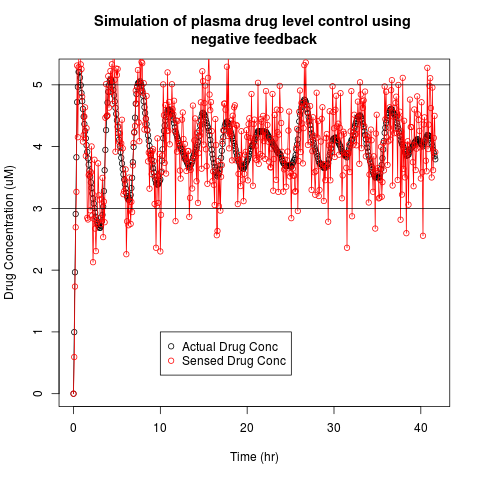 Simulation of plasma drug level control using
negative feedback
Drug Concentration (uM)
5
4
3
2
1
0
Actual Drug Conc
Sensed Drug Conc
0 10 20 30 40
Time (hr)